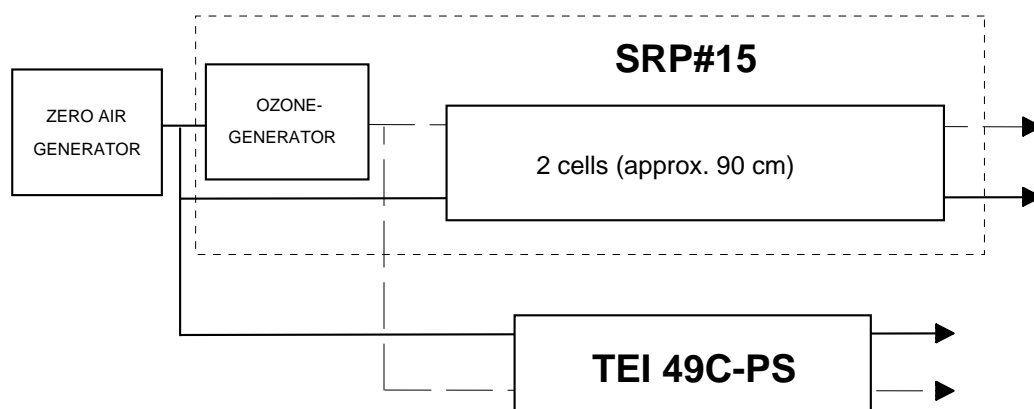 SRP#15
ZERO AIR
GENERATOR
OZONE-
GENERATOR
2 cells (approx. 90 cm)
TEI 49C-PS